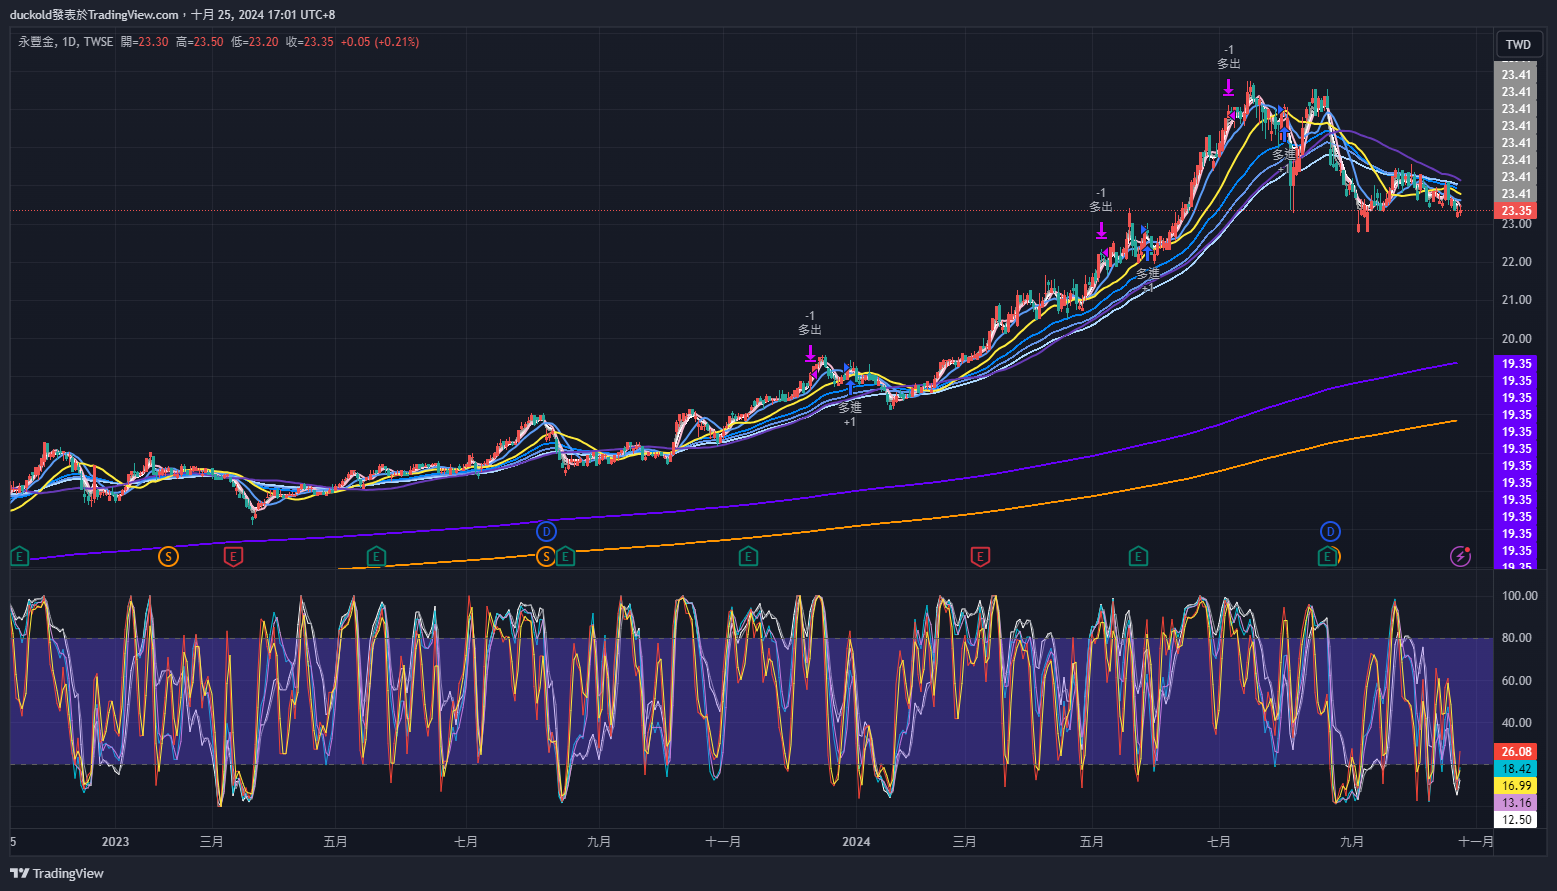 duckold發表於TradingView.com，十月 25, 2024 17:01 UTC+8
永豐金, 1D, TWSE 開=23.30 高=23.50 低=23.20 收=23.35 +0.05 (+0.21%)
TWD
-1
多出
23.41
23.41
23.41
23.41
23.41
23.41
23.41
23.41
多進
+1
-1
多出
23.35
23.00
22.00
多進
+1
21.00
-1
多出
20.00
19.35
19.35
19.35
多進
+1
19.35
19.35
19.35
19.35
19.35
19.35
19.35
19.35
19.35
19.35
D
D
E
S
E
E
S
E
E
E
E
E
100.00
80.00
60.00
40.00
26.08
18.42
16.99
13.16
12.50
5
2023
三月
五月
七月
九月
十一月
2024
三月
五月
七月
九月
十一月
TradingView